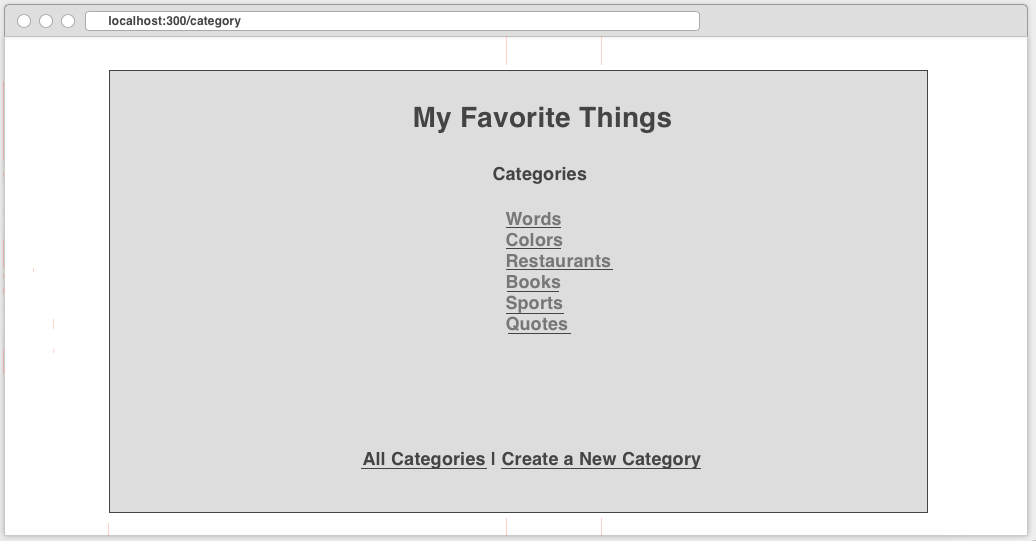 localhost:300/category
My Favorite Things
Categories
Words
Colors
Restaurants
Books
Sports
Quotes
All Categories | Create a New Category